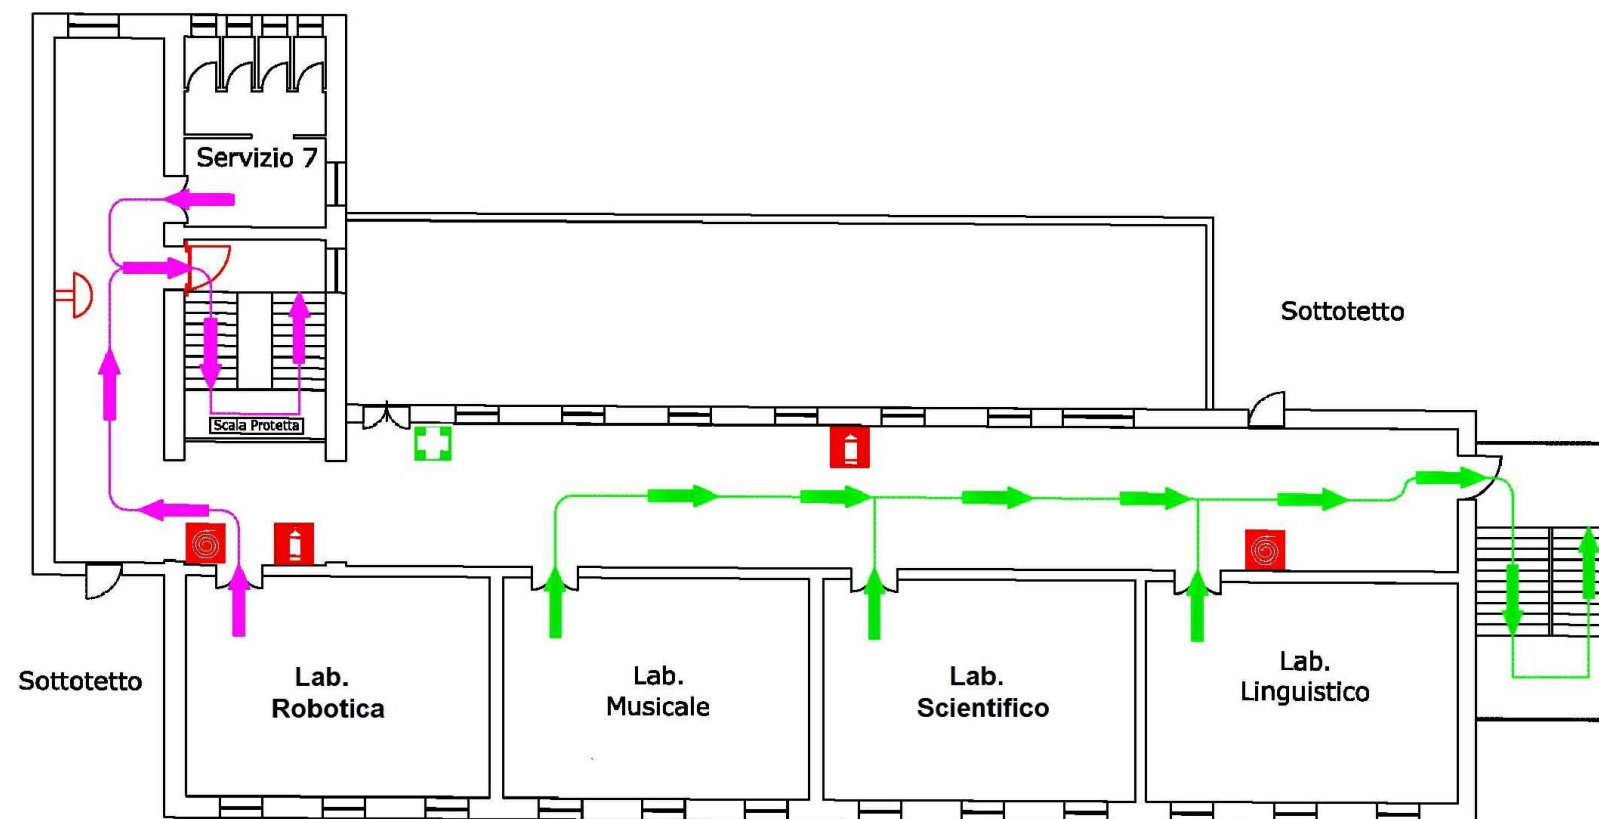 Servizio 7
Sottotetto
Scala Protetta
Sottotetto
Lab.
Robotica
Lab.
Musicale
Lab.
Scientifico
Lab.
Linguistico